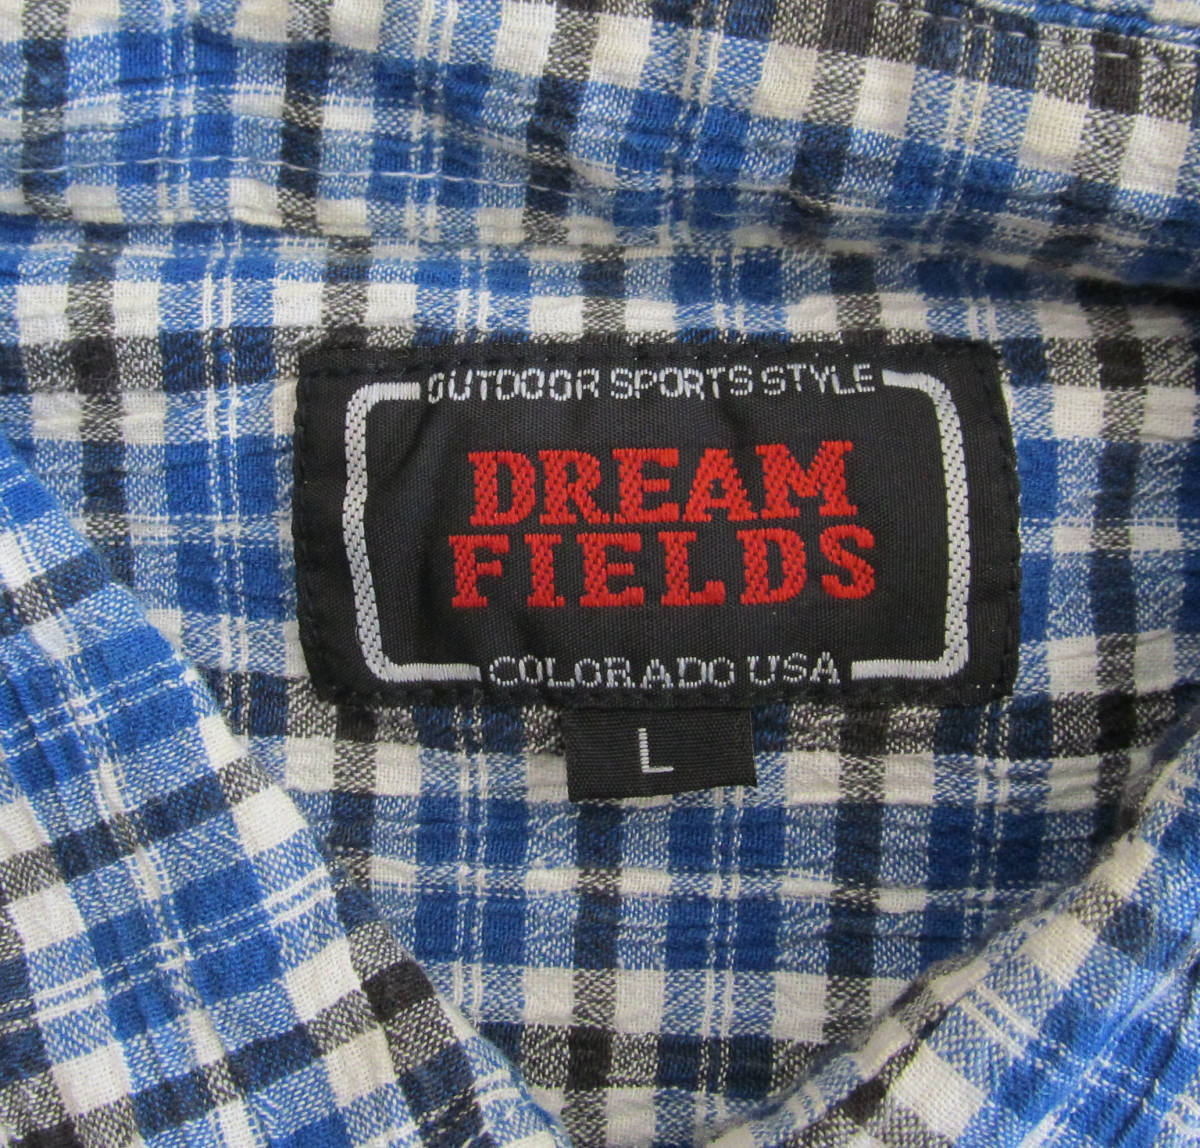 OUTDOOR SPORTS STYLE
DREAM
FIELDS
COLORADO USA
L